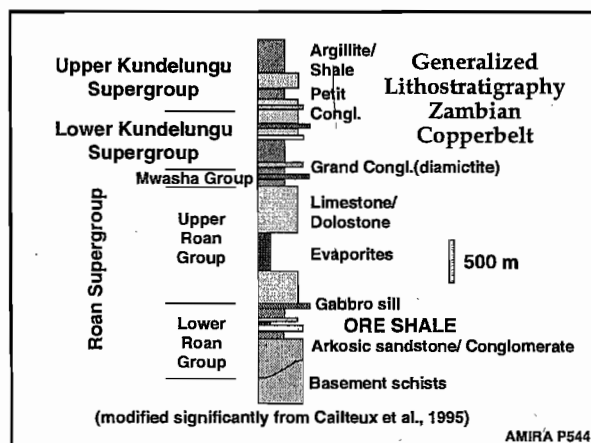 Generalized
Lithostratigraphy
Zambian
Copperbelt
Upper Kundelungu
Supergroup
Lower Kundelungu
Supergroup
Mwasha Group
Roan Supergroup
Upper
Roan
Group
Lower
Roan
Group
Argillite/
Shale
Petit
Congl.
Grand Congl.(diamictite)
Limestone/
Dolostone
Evaporites
Gabbro sill
ORE SHALE
Arkosic sandstone/ Conglomerate
Basement schists
500 m
(modified significantly from Cailteux et al., 1995)
AMIRA P544